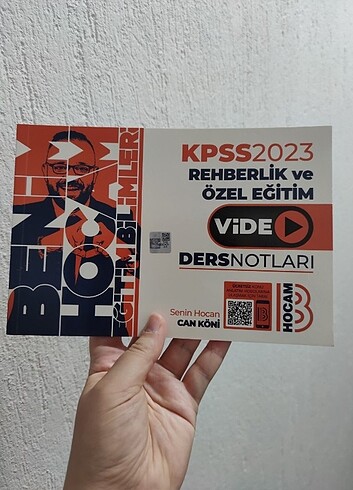 BENİM
HOCAM
EĞİTİM BİLİMLERİ
KPSS2023
REHBERLİK ve
ÖZEL EĞİTİM
VİDEO
DERSNOTLARI
Senin Hocan
CAN KÖNİ
HOCAM
B